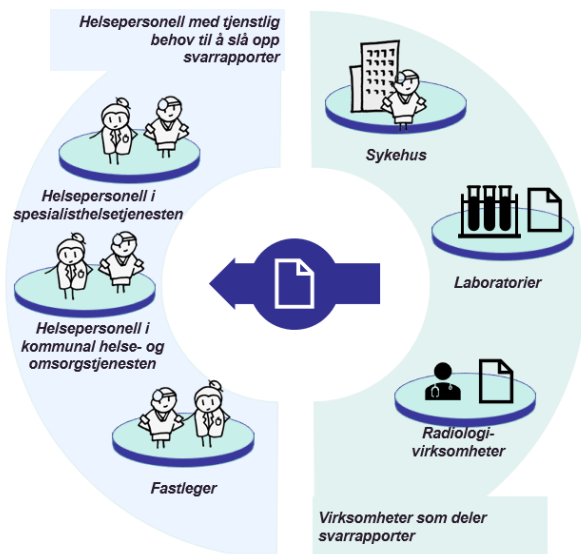 Helsepersonell med tjenstlig
behov til å slå opp
svarrapporter
Helsepersonell i
spesialisthelsetjenesten
Helsepersonell i
kommunal helse- og
omsorgstjenesten
Fastleger
Sykehus
Laboratorier
Radiologi-
virksomheter
Virksomheter som deler
svarrapporter